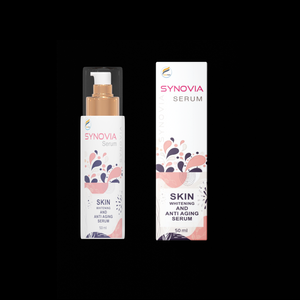 SYNOVIA
Serum
SKIN
WHITENING
AND
ANTI AGING
SERUM
50 ml
SYNOVIA
SERUM
SKIN
WHITENING
AND
ANTI AGING
SERUM
50 ml